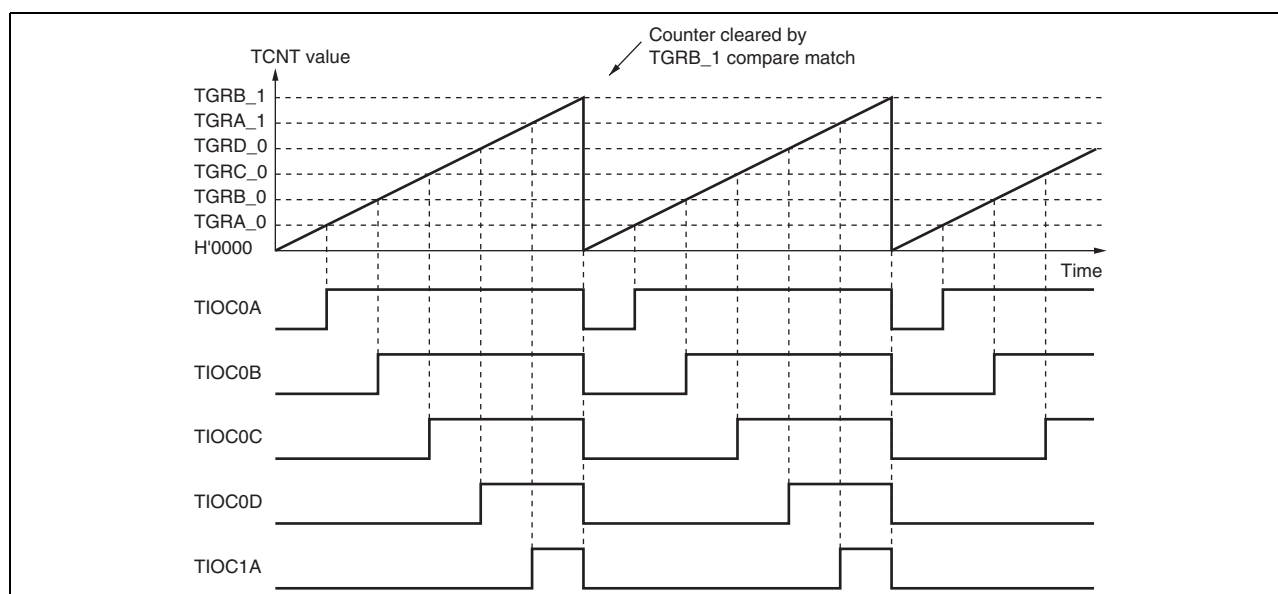 Counter cleared by
TGRB_1 compare match
TCNT value
TGRB_1
TGRA_1
TGRD_0
TGRC_0
TGRB_0
TGRA_0
H'0000
Time
TIOC0A
TIOC0B
TIOC0C
TIOC0D
TIOC1A